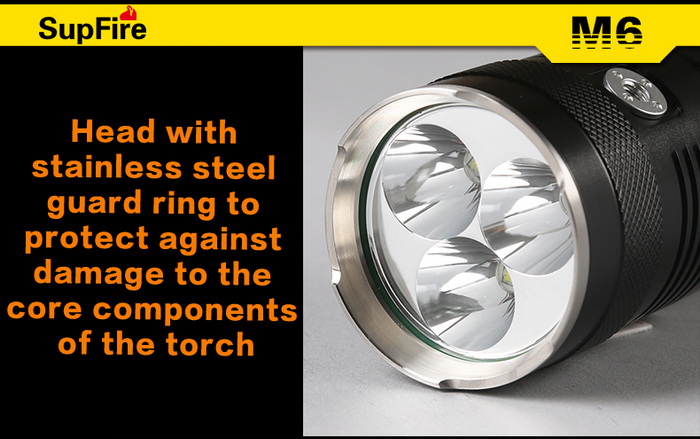 SupFire
M6
Head with
stainless steel
guard ring to
protect against
damage to the
core components
of the torch